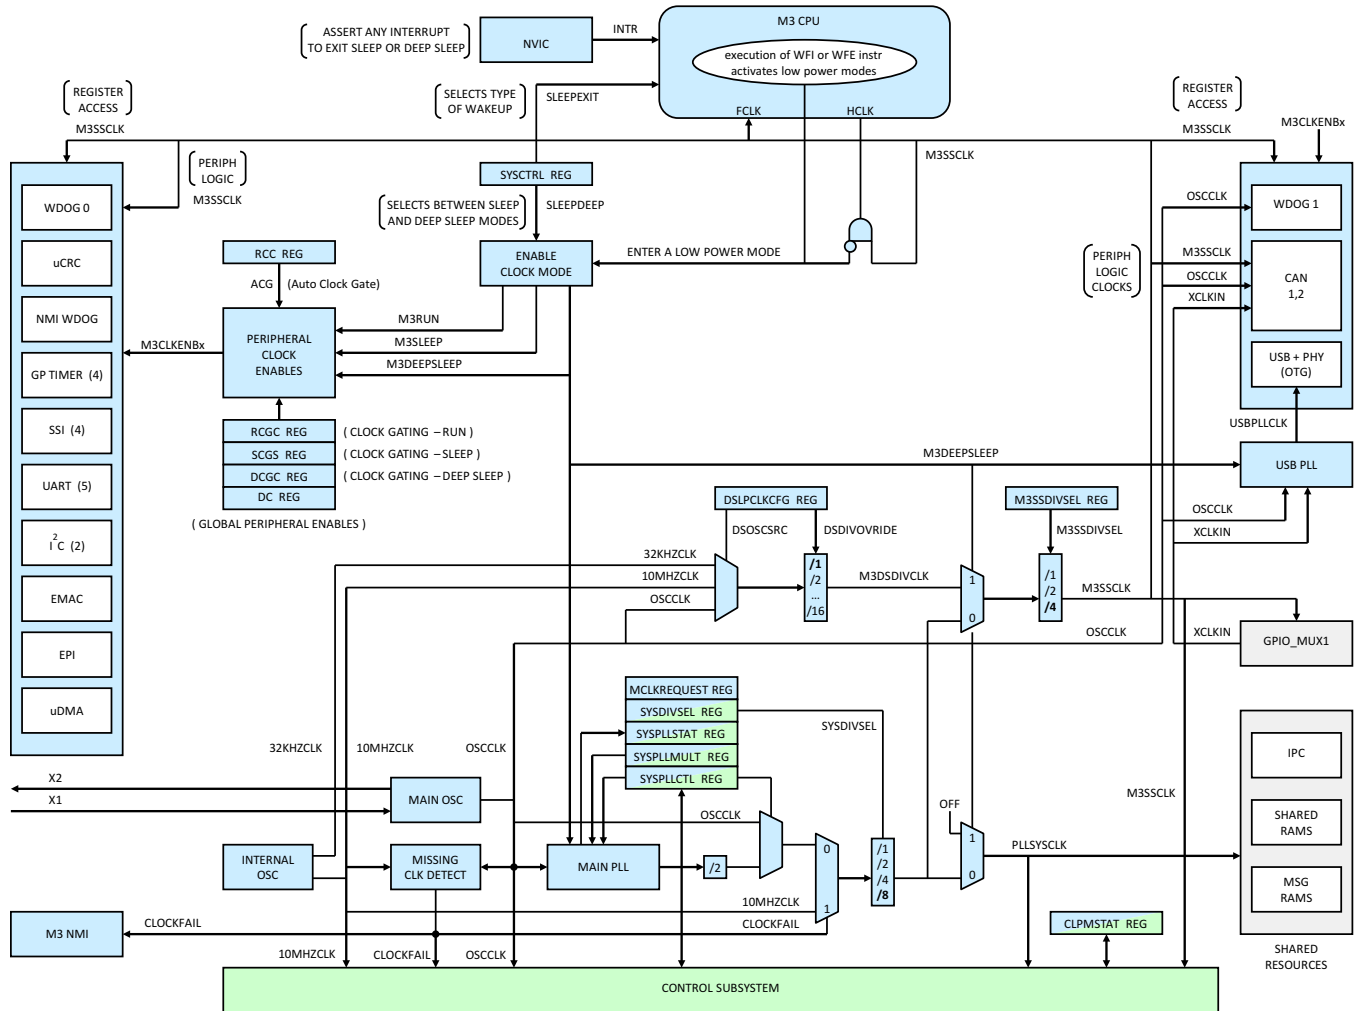 M3 CPU
ASSERT ANY INTERRUPT
TO EXIT SLEEP OR DEEP SLEEP
NVIC
INTR
execution of WFI or WFE instr
activates low power modes
REGISTER
ACCESS
SELECTS TYPE
OF WAKEUP
SLEEPEXIT
FCLK
HCLK
REGISTER
ACCESS
M3SSCLK
M3SSCLK
M3CLKENBx
M3SSCLK
PERIPH
LOGIC
M3SSCLK
SYSCTRL REG
WDOG 0
SELECTS BETWEEN SLEEP
AND DEEP SLEEP MODES
SLEEPDEEP
OSCCLK
WDOG 1
RCC REG
ENABLE
CLOCK MODE
ENTER A LOW POWER MODE
PERIPH
LOGIC
CLOCKS
M3SSCLK
OSCCLK
XCLKIN
CAN
1,2
uCRC
ACG
(Auto Clock Gate)
NMI WDOG
M3RUN
M3SLEEP
M3DEEPSLEEP
M3CLKENBx
PERIPHERAL
CLOCK
ENABLES
GP TIMER (4)
USB + PHY
(OTG)
SSI (4)
RCGC REG
( CLOCK GATING – RUN )
SCGS REG
( CLOCK GATING – SLEEP )
DCGC REG
( CLOCK GATING – DEEP SLEEP )
DC REG
( GLOBAL PERIPHERAL ENABLES )
USBPLLCLK
M3DEEPSLEEP
USB PLL
UART (5)
DSLPCLKCFG REG
M3SSDIVSEL REG
OSCCLK
XCLKIN
DSOSCSRC
DSDIVOVRIDE
M3SSDIVSEL
I2C (2)
32KHZCLK
10MHZCLK
OSCCLK
/1
/2
...
/16
M3DSDIVCLK
1
0
/1
/2
/4
M3SSCLK
EMAC
OSCCLK
XCLKIN
GPIO_MUX1
EPI
uDMA
MCLKREQUEST REG
SYSDIVSEL REG
SYSPLLSTAT REG
SYSPLLMULT REG
SYSPLLCTL REG
SYSDIVSEL
32KHZCLK
10MHZCLK
OSCCLK
IPC
X2
X1
MAIN OSC
OSCCLK
OFF
M3SSCLK
SHARED
RAMS
INTERNAL
OSC
MISSING
CLK DETECT
MAIN PLL
/2
0
1
/1
/2
/4
/8
1
0
PLLSYSCLK
MSG
RAMS
10MHZCLK
CLOCKFAIL
M3 NMI
CLOCKFAIL
CLPMSTAT REG
10MHZCLK
CLOCKFAIL
OSCCLK
SHARED
RESOURCES
CONTROL SUBSYSTEM